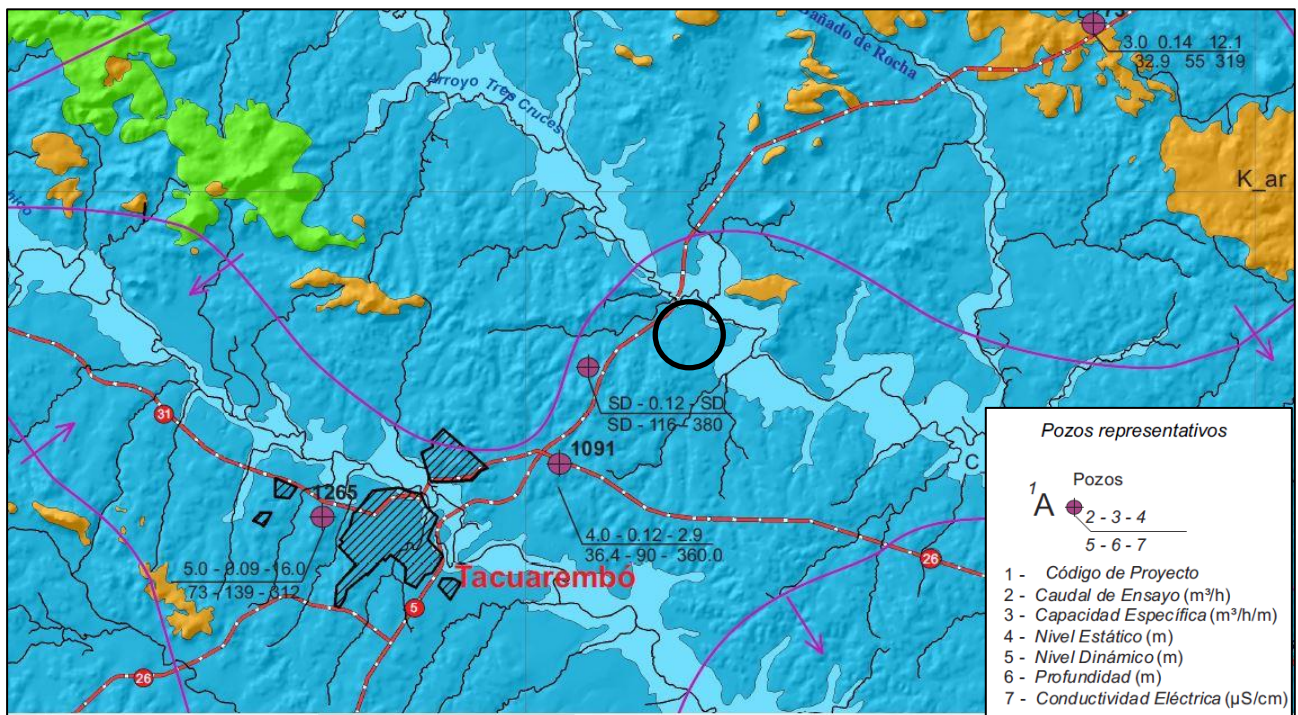 Bañado de Rocha
3.0 0.14 12.1
32.9 55 319
Arroyo Tres Cruces
K_ar
SD - 0.12 - SD
SD - 116 - 380
31
1091
1265
4.0 - 0.12 - 2.9
36.4 - 90 - 360.0
26
5.0 - 0.09 - 16.0
73 - 139 - 312
Tacuarembó
5
26
C
Pozos representativos
Pozos
1
A
2 - 3 - 4
5 - 6 - 7
1 - Código de Proyecto
2 - Caudal de Ensayo (m³/h)
3 - Capacidad Específica (m³/h/m)
4 - Nivel Estático (m)
5 - Nivel Dinámico (m)
6 - Profundidad (m)
7 - Conductividad Eléctrica (µS/cm)